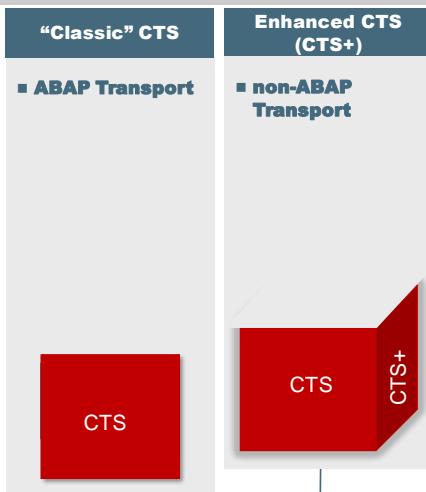 “Classic” CTS
■ ABAP Transport
CTS
Enhanced CTS
(CTS+)
■ non-ABAP
Transport
CTS
CTS+